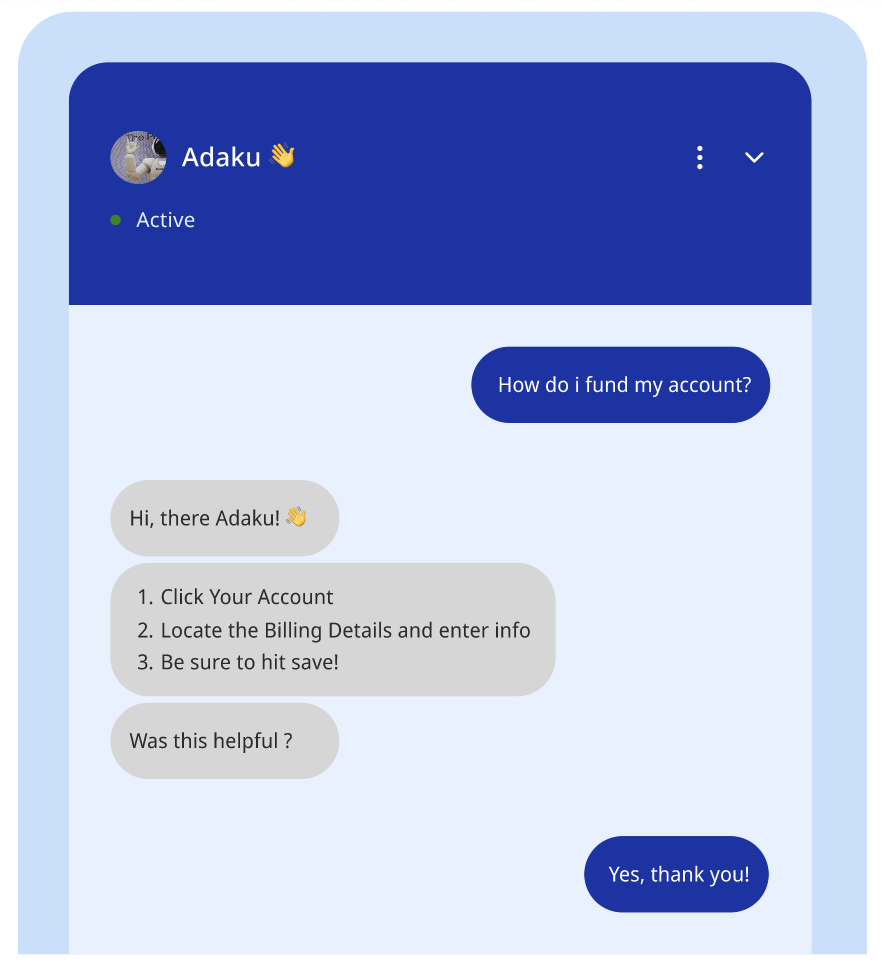 Adaku 👋
Active
How do i fund my account?
Hi, there Adaku! 👋
1. Click Your Account
2. Locate the Billing Details and enter info
3. Be sure to hit save!
Was this helpful ?
Yes, thank you!